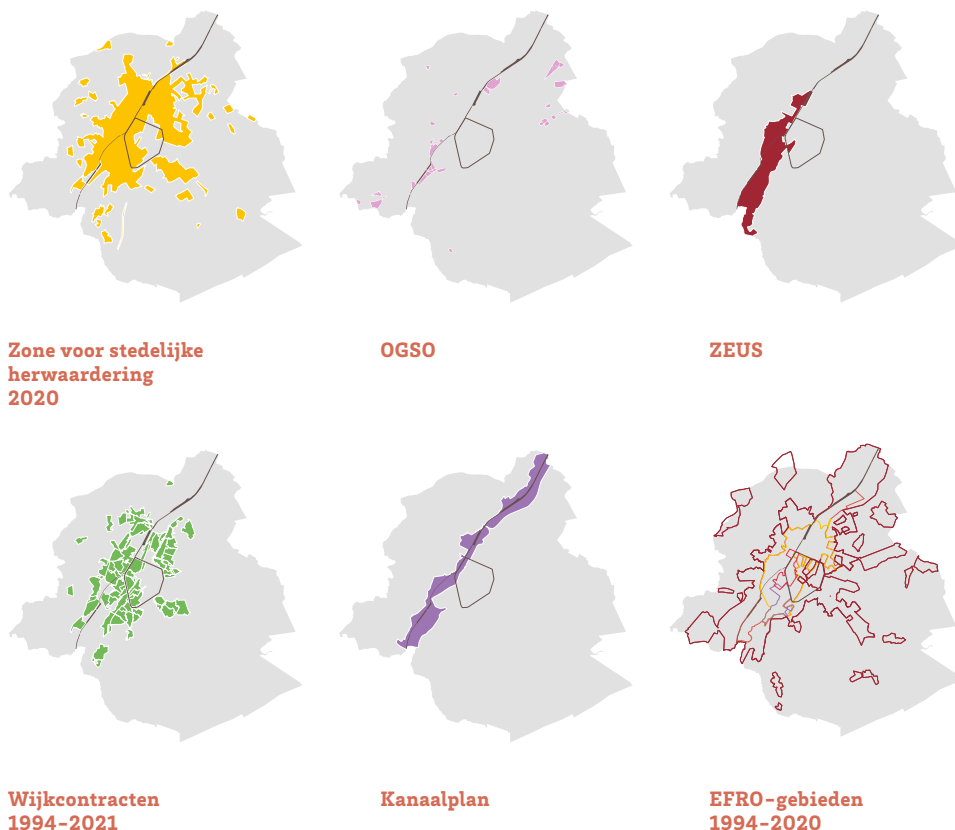 Zone voor stedelijke
herwaardering
2020
OGSO
ZEUS
Wijkcontracten
1994-2021
Kanaalplan
EFRO-gebieden
1994-2020